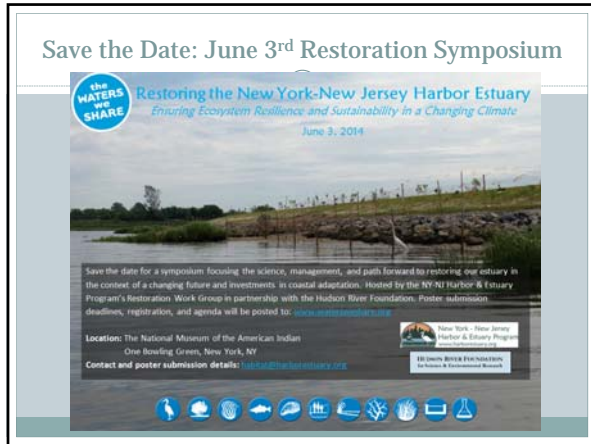 Save the Date: June 3rd Restoration Symposium
the
WATERS
we
SHARE
Restoring the New York-New Jersey Harbor Estuary
Ensuring Ecosystem Resilience and Sustainability in a Changing Climate
June 3, 2014
Save the date for a symposium focusing the science, management, and path forward to restoring our estuary in
the context of a changing future and investments in coastal adaptation. Hosted by the NY-NJ Harbor & Estuary
Program's Restoration Work Group in partnership with the Hudson River Foundation. Poster submission
deadlines, registration, and agenda will be posted to:
Location: The National Museum of the American Indian
One Bowling Green, New York, NY
Contact and poster submission details: habitat@harborestuary.org
New York - New Jersey
Harbor & Estuary Program
www.harborestuary.org
HUDSON RIVER FOUNDATION
for Science & Environmental Research